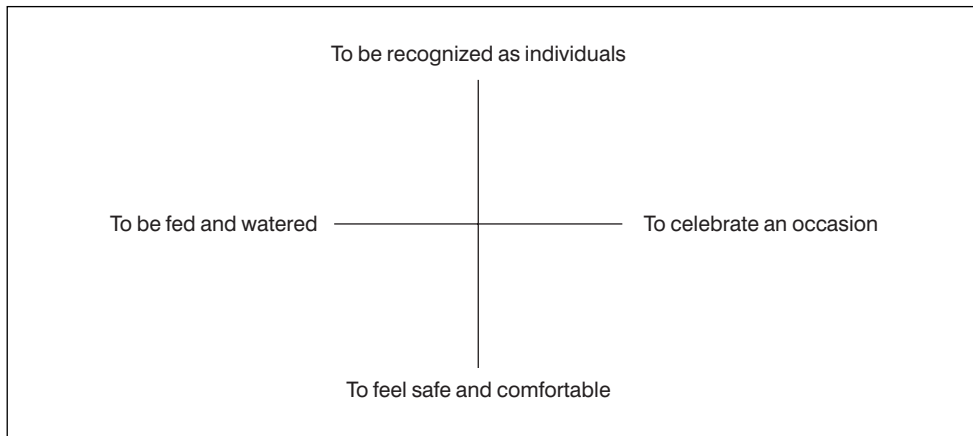 To be recognized as individuals
To be fed and watered
To celebrate an occasion
To feel safe and comfortable